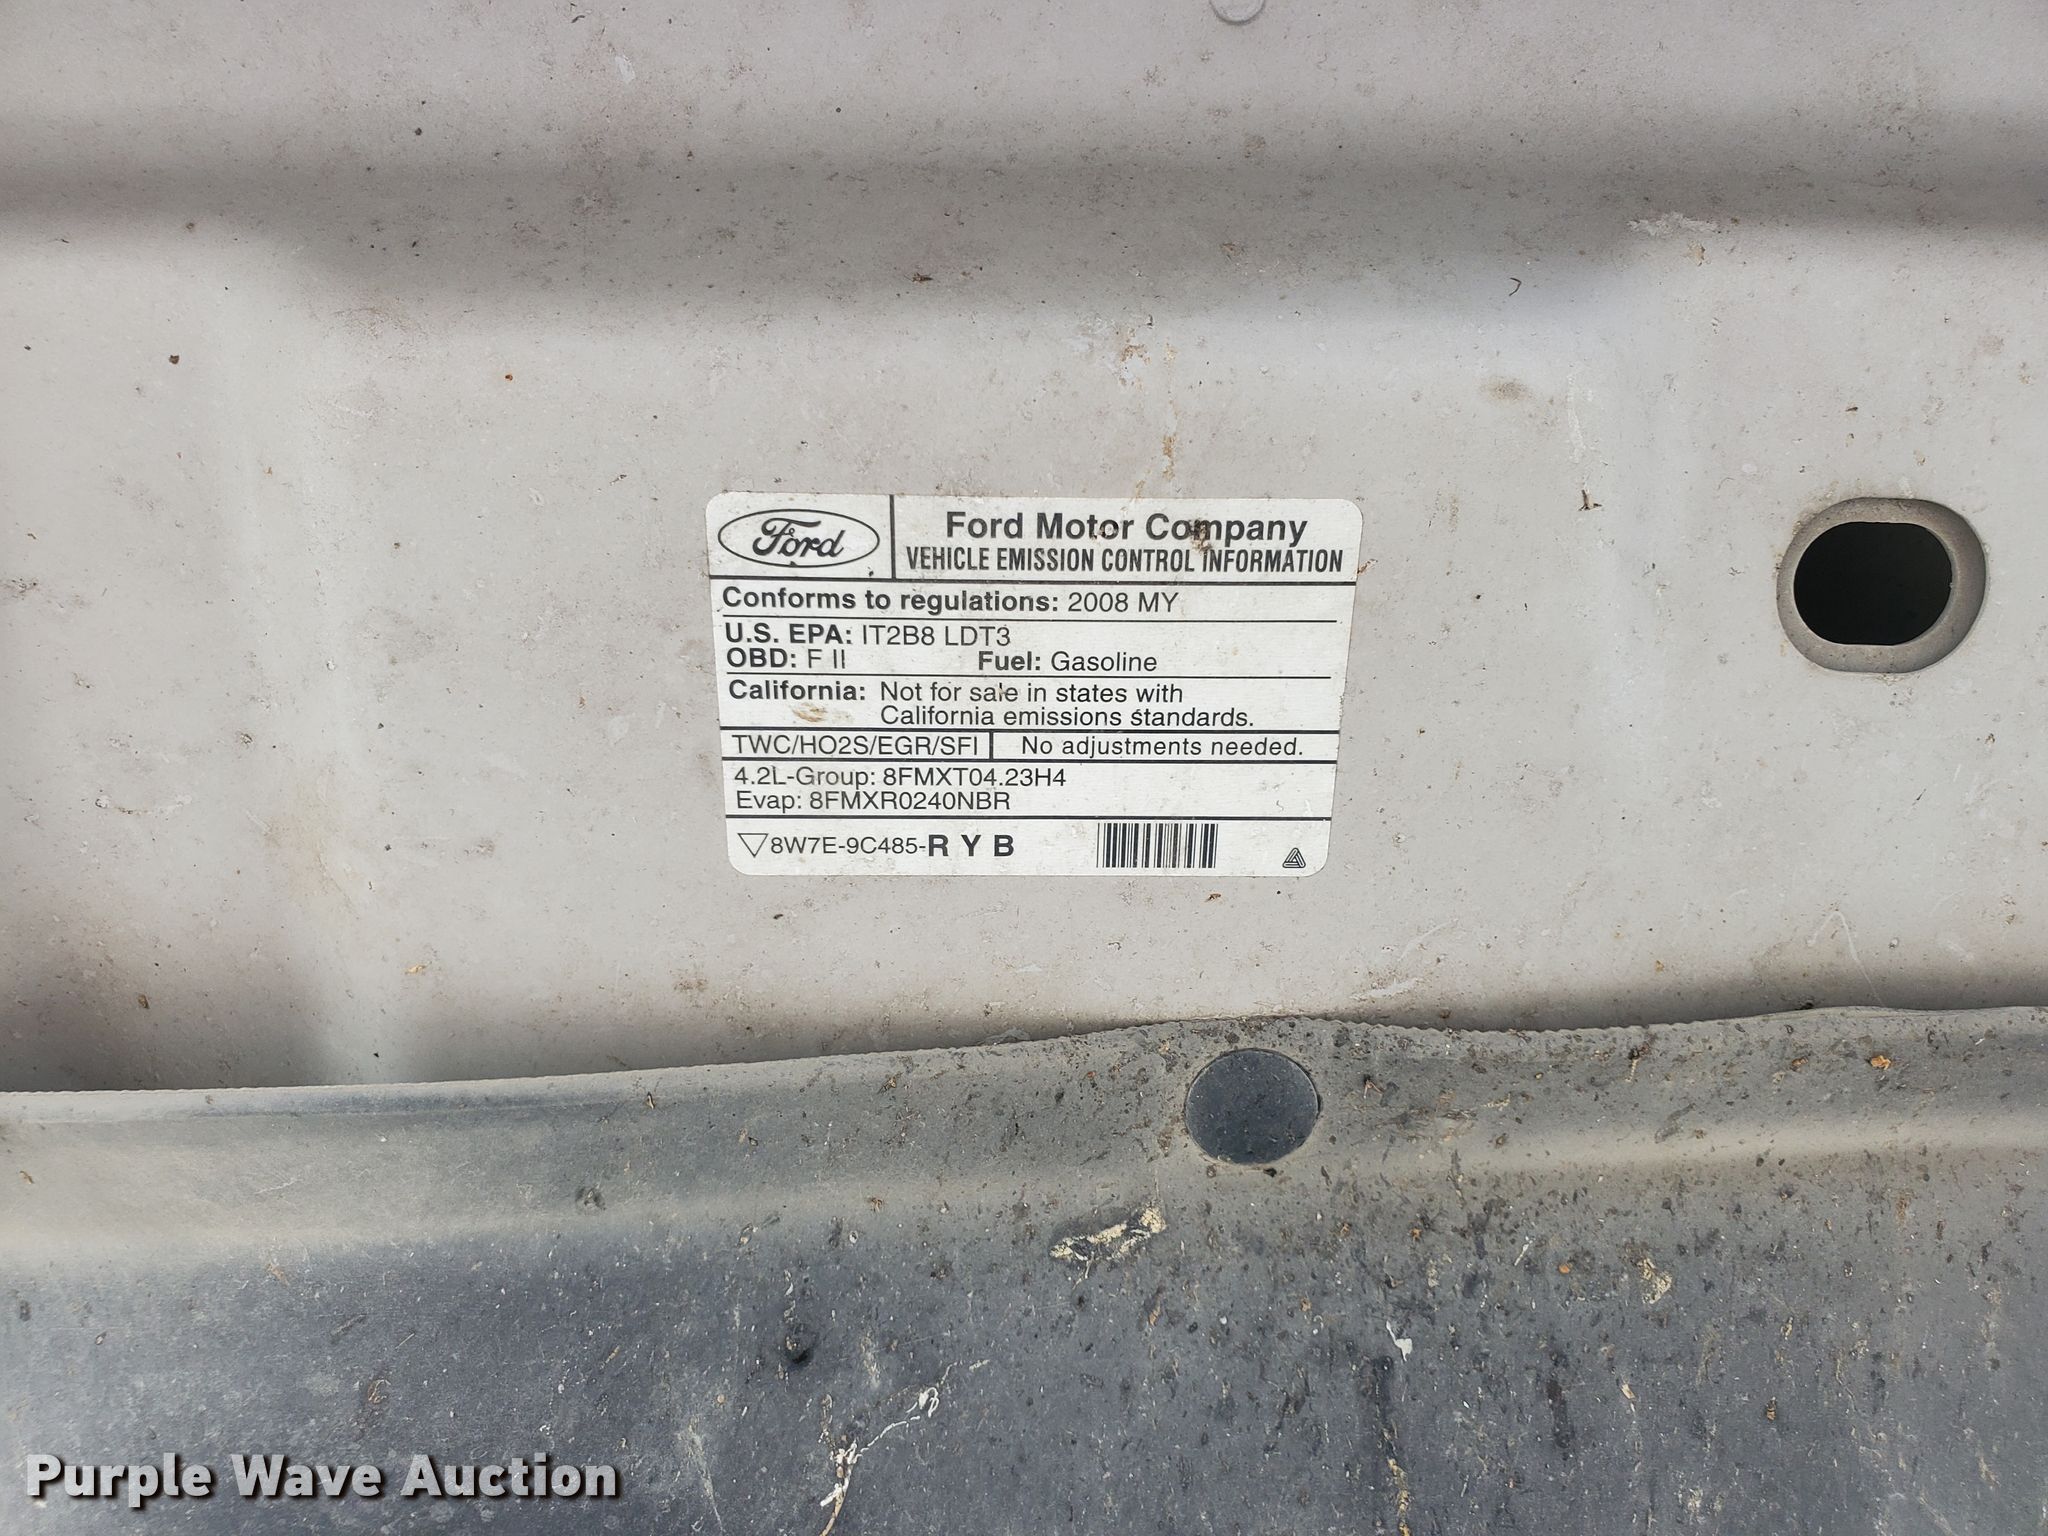 Ford
Ford Motor Company
VEHICLE EMISSION CONTROL INFORMATION
Conforms to regulations: 2008 MY
U.S. EPA: IT2B8 LDT3
OBD: F II Fuel: Gasoline
California: Not for sale in states with
California emissions standards.
TWC/HO2S/EGR/SFI No adjustments needed.
4.2L-Group: 8FMXT04.23H4
Evap: 8FMXR0240NBR
8W7E-9C485-R Y B
Purple Wave Auction